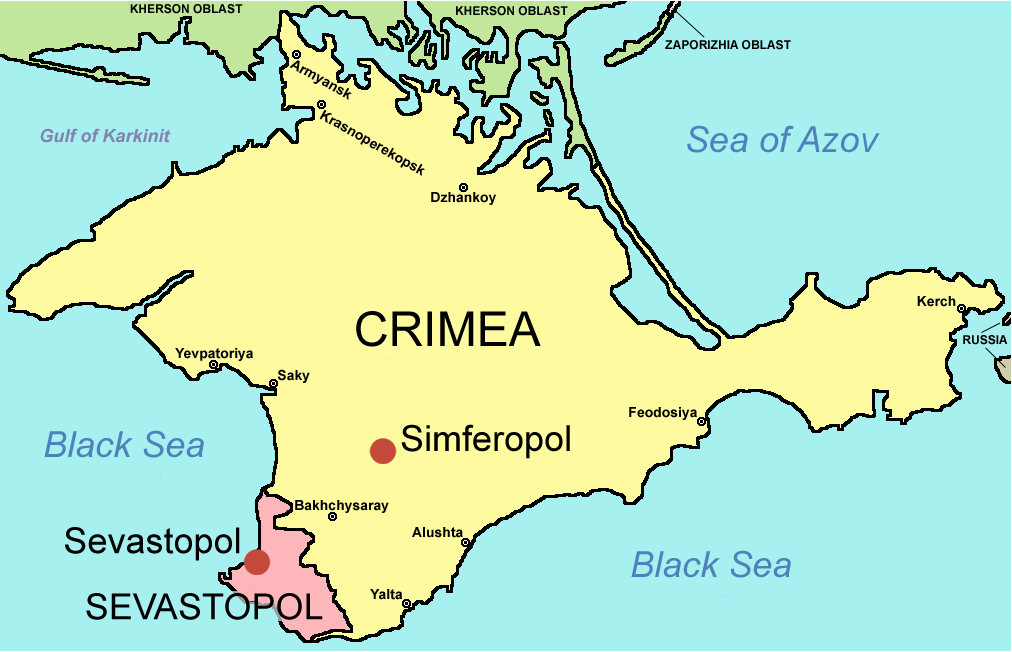 KHERSON OBLAST
KHERSON OBLAST
ZAPORIZHIA OBLAST
Armyansk
Krasnoperekopsk
Gulf of Karkinit
Sea of Azov
Dzhankoy
Kerch
CRIMEA
RUSSIA
Yevpatoriya
Saky
Feodosiya
Black Sea
Simferopol
Bakhchysaray
Alushta
Sevastopol
Black Sea
Yalta
SEVASTOPOL